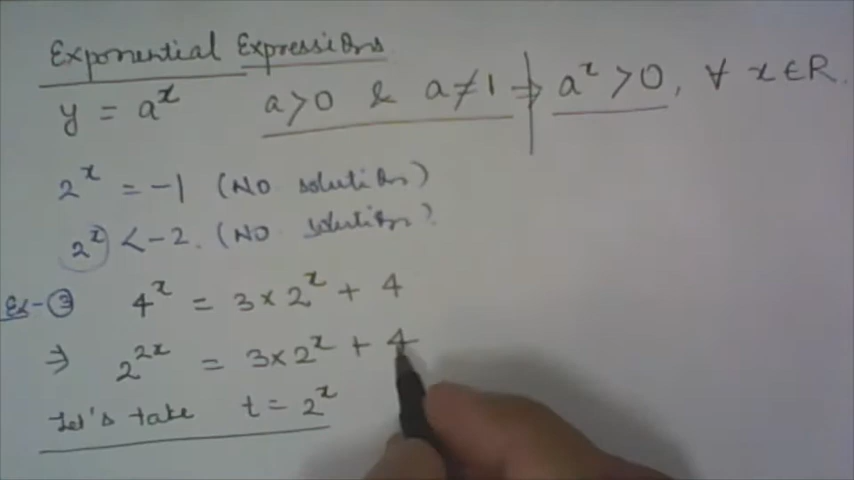 Exponential Expressions
y = a^x a>0 & a≠1 ⇒ a^x >0, ∀ x∈R.
2^x = -1 (No solution)
2^x < -2. (No solution)
Ex-③ 4^x = 3×2^x + 4
⇒ 2^2x = 3×2^x + 4
Let's take t = 2^x